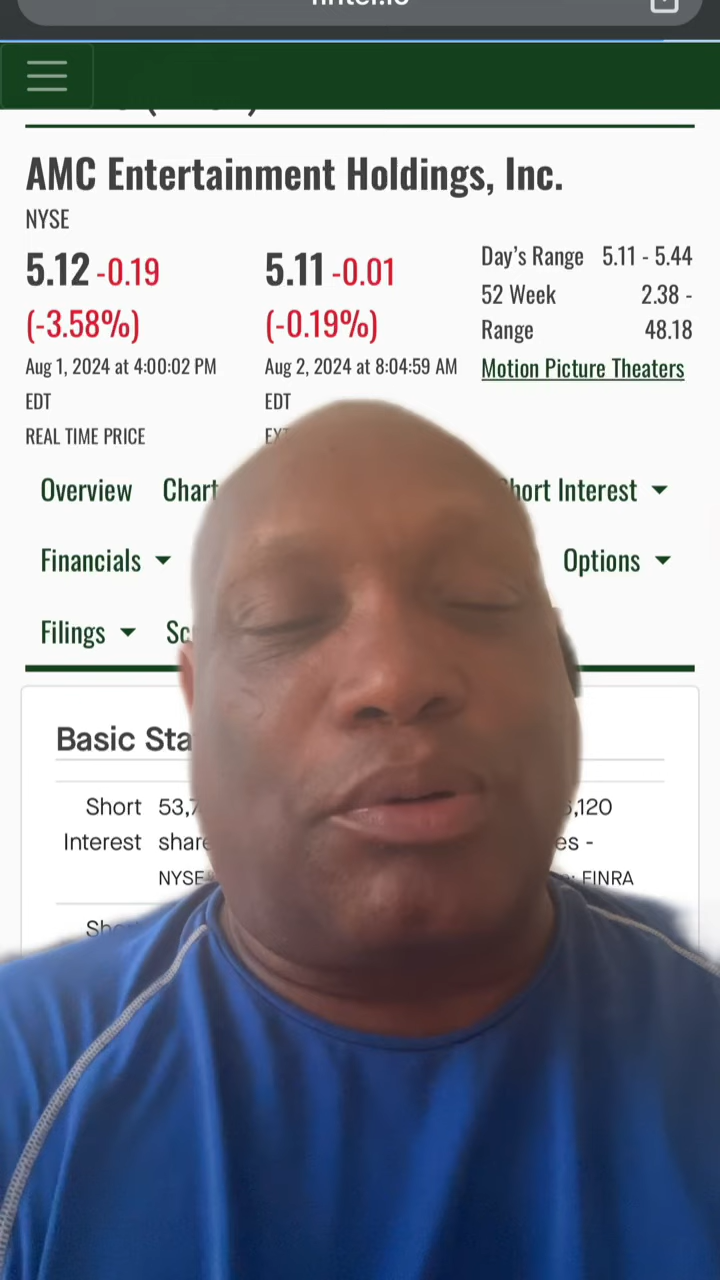 AMC Entertainment Holdings, Inc.
NYSE
5.12 -0.19
(-3.58%)
Aug 1, 2024 at 4:00:02 PM
EDT
REAL TIME PRICE
5.11 -0.01
(-0.19%)
Aug 2, 2024 at 8:04:59 AM
EDT
Day's Range 5.11 - 5.44
52 Week 2.38 -
Range 48.18
Motion Picture Theaters
Overview Chart Short Interest
Financials Options
Filings
Basic
Short
Interest
NYSE FINRA